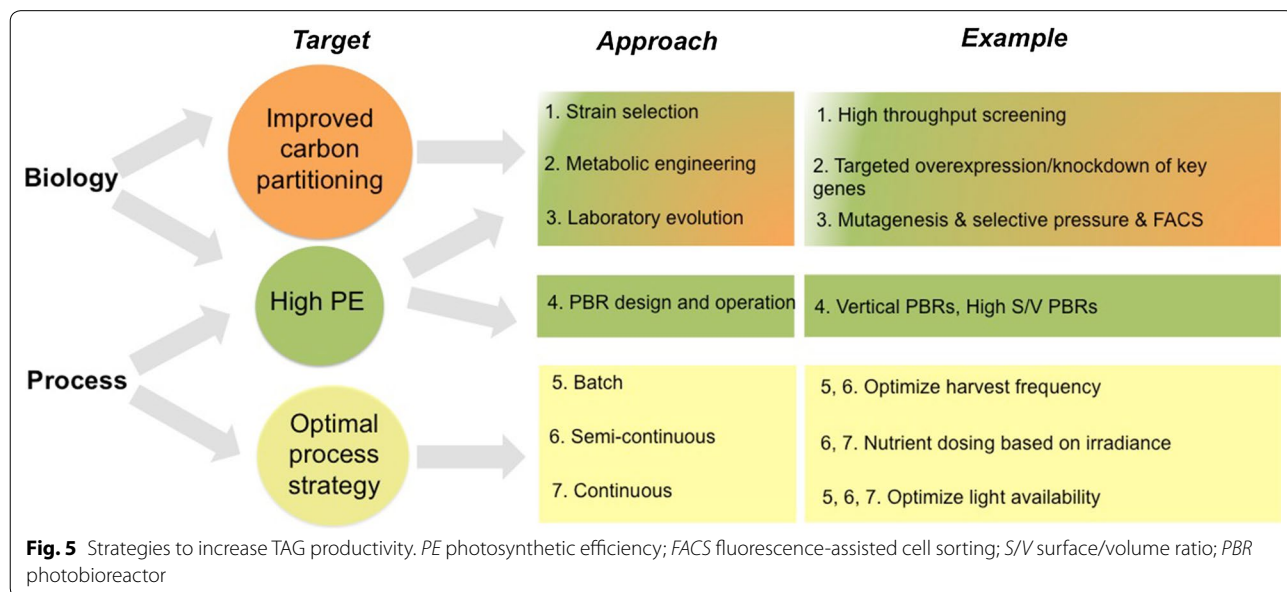 Target Approach Example
Biology
Process
Improved
carbon
partitioning
High PE
Optimal
process
strategy
1. Strain selection
2. Metabolic engineering
3. Laboratory evolution
4. PBR design and operation
5. Batch
6. Semi-continuous
7. Continuous
1. High throughput screening
2. Targeted overexpression/knockdown of key
genes
3. Mutagenesis & selective pressure & FACS
4. Vertical PBRs, High S/V PBRs
5, 6. Optimize harvest frequency
6, 7. Nutrient dosing based on irradiance
5, 6, 7. Optimize light availability
Fig. 5 Strategies to increase TAG productivity. PE photosynthetic efficiency; FACS fluorescence-assisted cell sorting; S/V surface/volume ratio; PBR
photobioreactor